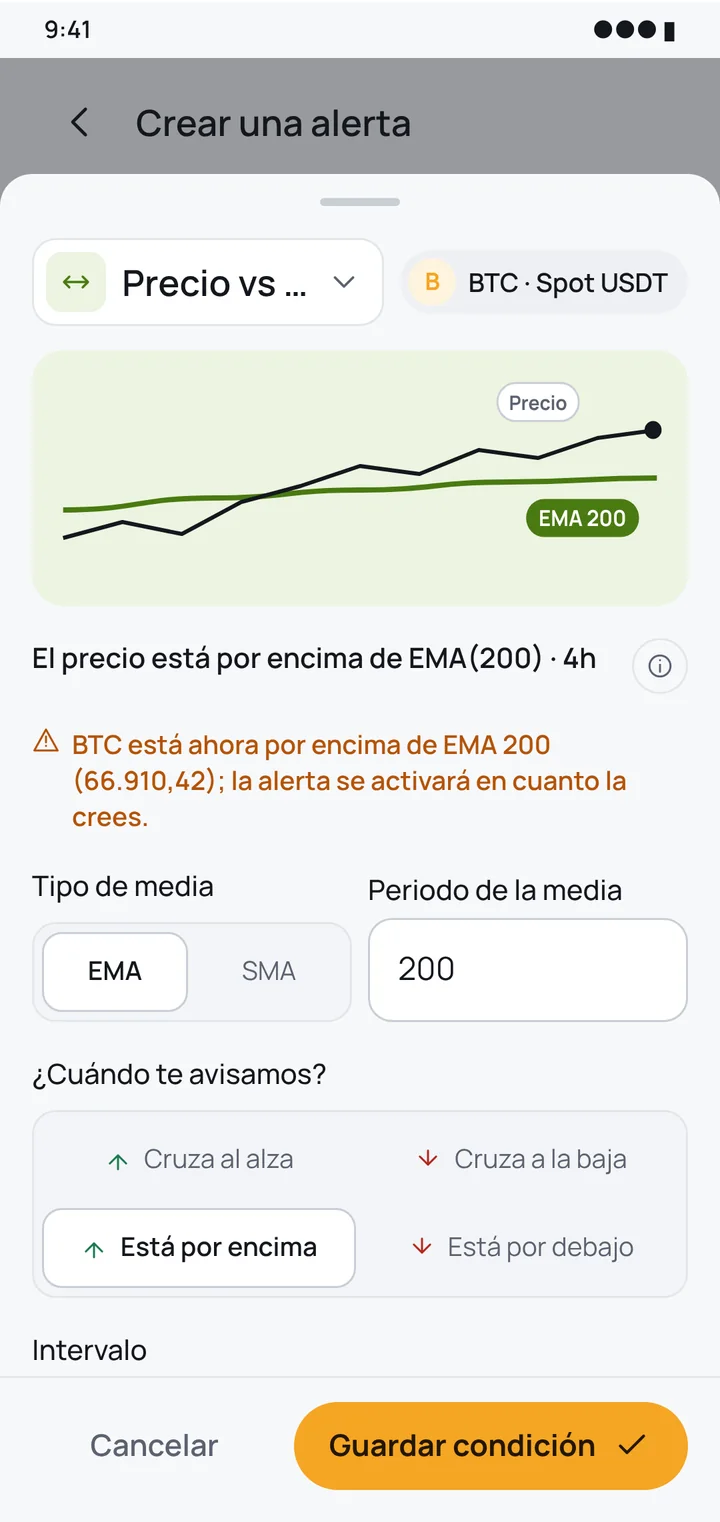 9:41
Crear una alerta
Precio vs ...
B
BTC · Spot USDT
Precio
EMA 200
El precio está por encima de EMA(200) · 4h
BTC está ahora por encima de EMA 200
(66.910,42); la alerta se activará en cuanto la
crees.
Tipo de media
Periodo de la media
EMA
SMA
200
¿Cuándo te avisamos?
Cruza al alza
Cruza a la baja
Está por encima
Está por debajo
Intervalo
Cancelar
Guardar condición